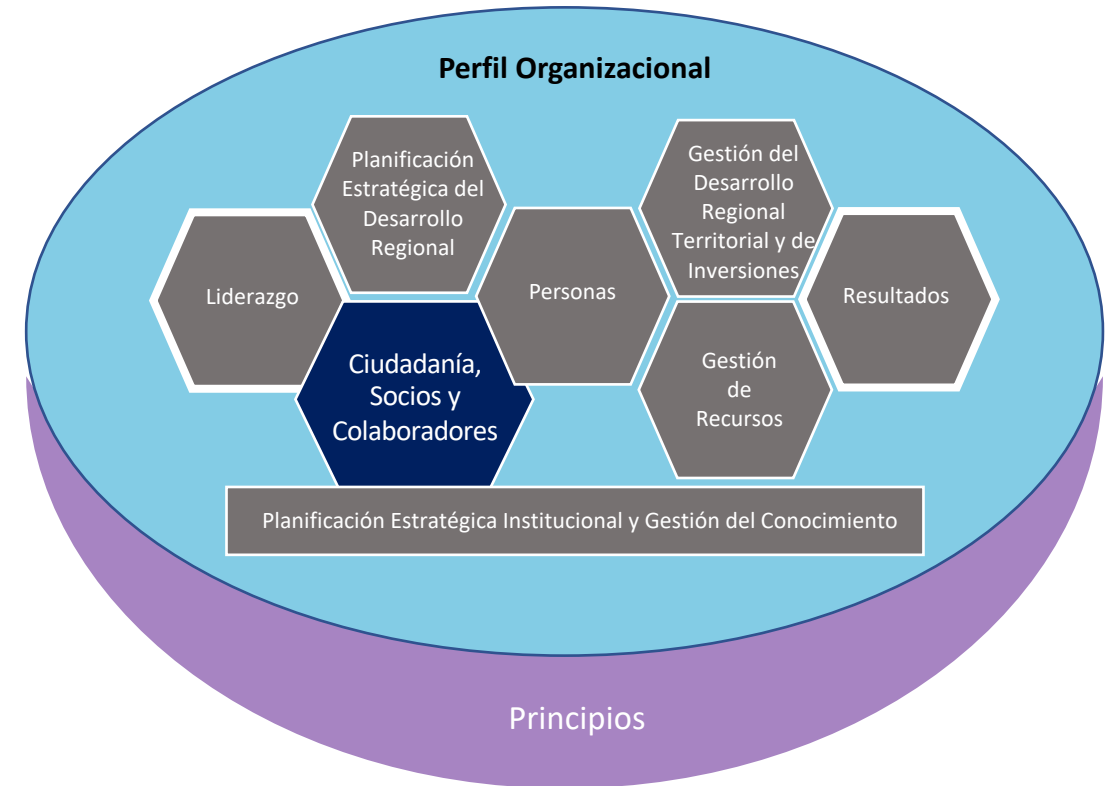 Perfil Organizacional
Planificación
Estratégica del
Desarrollo
Regional
Gestión del
Desarrollo
Regional
Territorial y de
Inversiones
Liderazgo
Personas
Resultados
Ciudadanía,
Socios y
Colaboradores
Gestión
de
Recursos
Planificación Estratégica Institucional y Gestión del Conocimiento
Principios